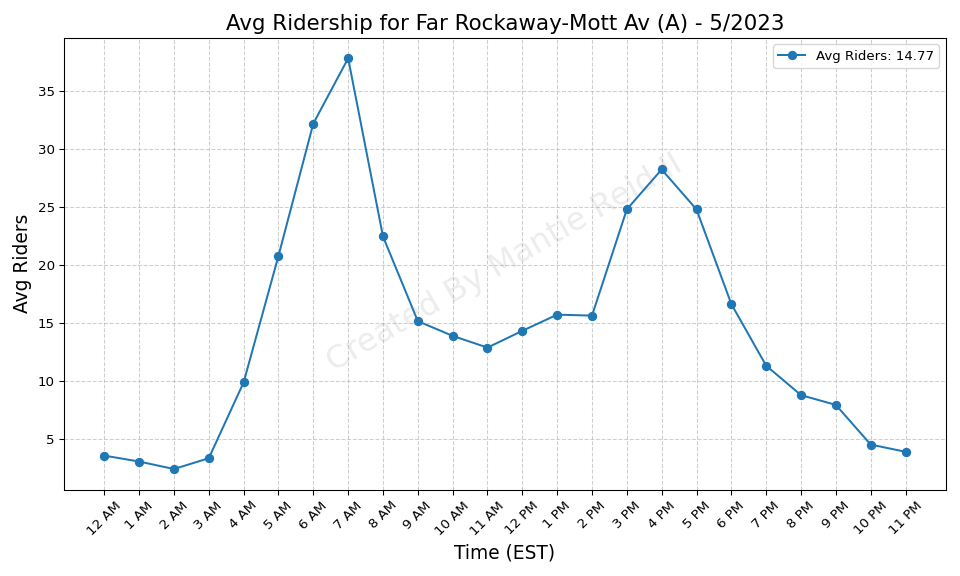 Avg Ridership for Far Rockaway-Mott Av (A) - 5/2023
Avg Riders: 14.77
Avg Riders
35
30
25
20
15
10
5
Created By Mantie Reid II
12 AM
1 AM
2 AM
3 AM
4 AM
5 AM
6 AM
7 AM
8 AM
9 AM
10 AM
11 AM
12 PM
1 PM
2 PM
3 PM
4 PM
5 PM
6 PM
7 PM
8 PM
9 PM
10 PM
11 PM
Time (EST)